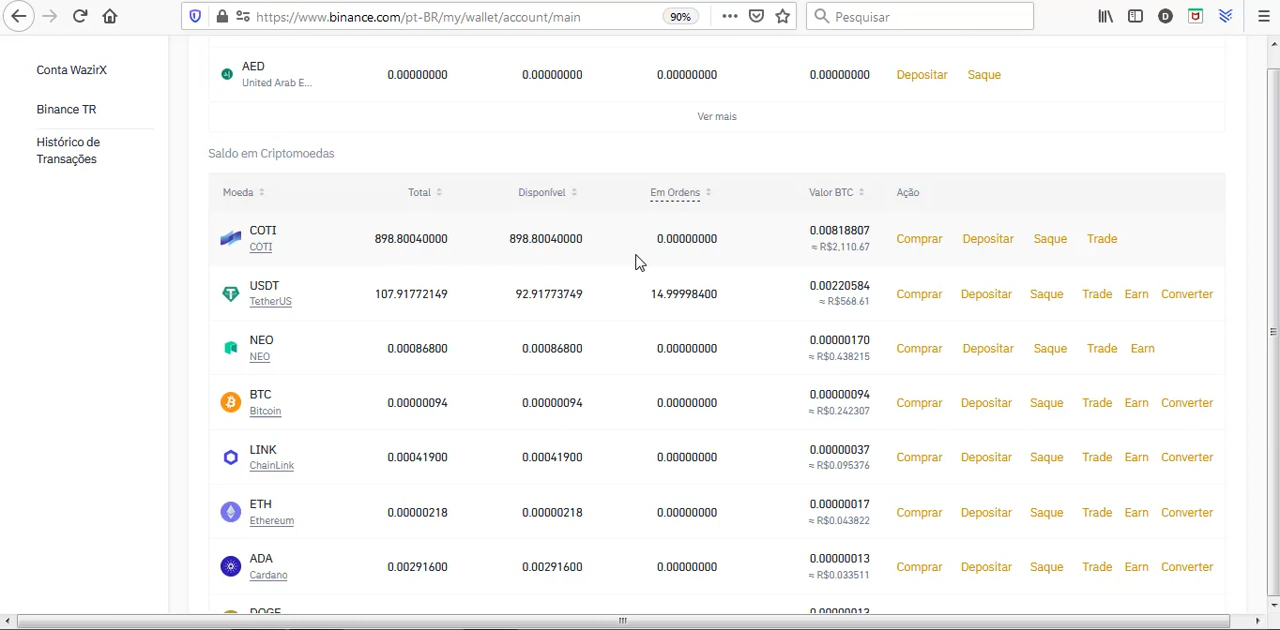 https://www.binance.com/pt-BR/my/wallet/account/main 90% Pesquisar
Conta WazirX
Binance TR
Histórico de
Transações
AED 0.00000000 0.00000000 0.00000000 0.00000000 Depositar Saque
United Arab E...
Ver mais
Saldo em Criptomoedas
Moeda Total Disponível Em Ordens Valor BTC Ação
COTI 898.80040000 898.80040000 0.00000000 0.00818807 Comprar Depositar Saque Trade
COTI ≈ R$2,110.67
USDT 107.91772149 92.91773749 14.99998400 0.00220584 Comprar Depositar Saque Trade Earn Converter
TetherUS ≈ R$568.61
NEO 0.00086800 0.00086800 0.00000000 0.00000170 Comprar Depositar Saque Trade Earn
NEO ≈ R$0.438215
BTC 0.00000094 0.00000094 0.00000000 0.00000094 Comprar Depositar Saque Trade Earn Converter
Bitcoin ≈ R$0.242307
LINK 0.00041900 0.00041900 0.00000000 0.00000037 Comprar Depositar Saque Trade Earn Converter
ChainLink ≈ R$0.095376
ETH 0.00000218 0.00000218 0.00000000 0.00000017 Comprar Depositar Saque Trade Earn Converter
Ethereum ≈ R$0.043822
ADA 0.00291600 0.00291600 0.00000000 0.00000013 Comprar Depositar Saque Trade Earn Converter
Cardano ≈ R$0.033511
DOGE 0.00000013